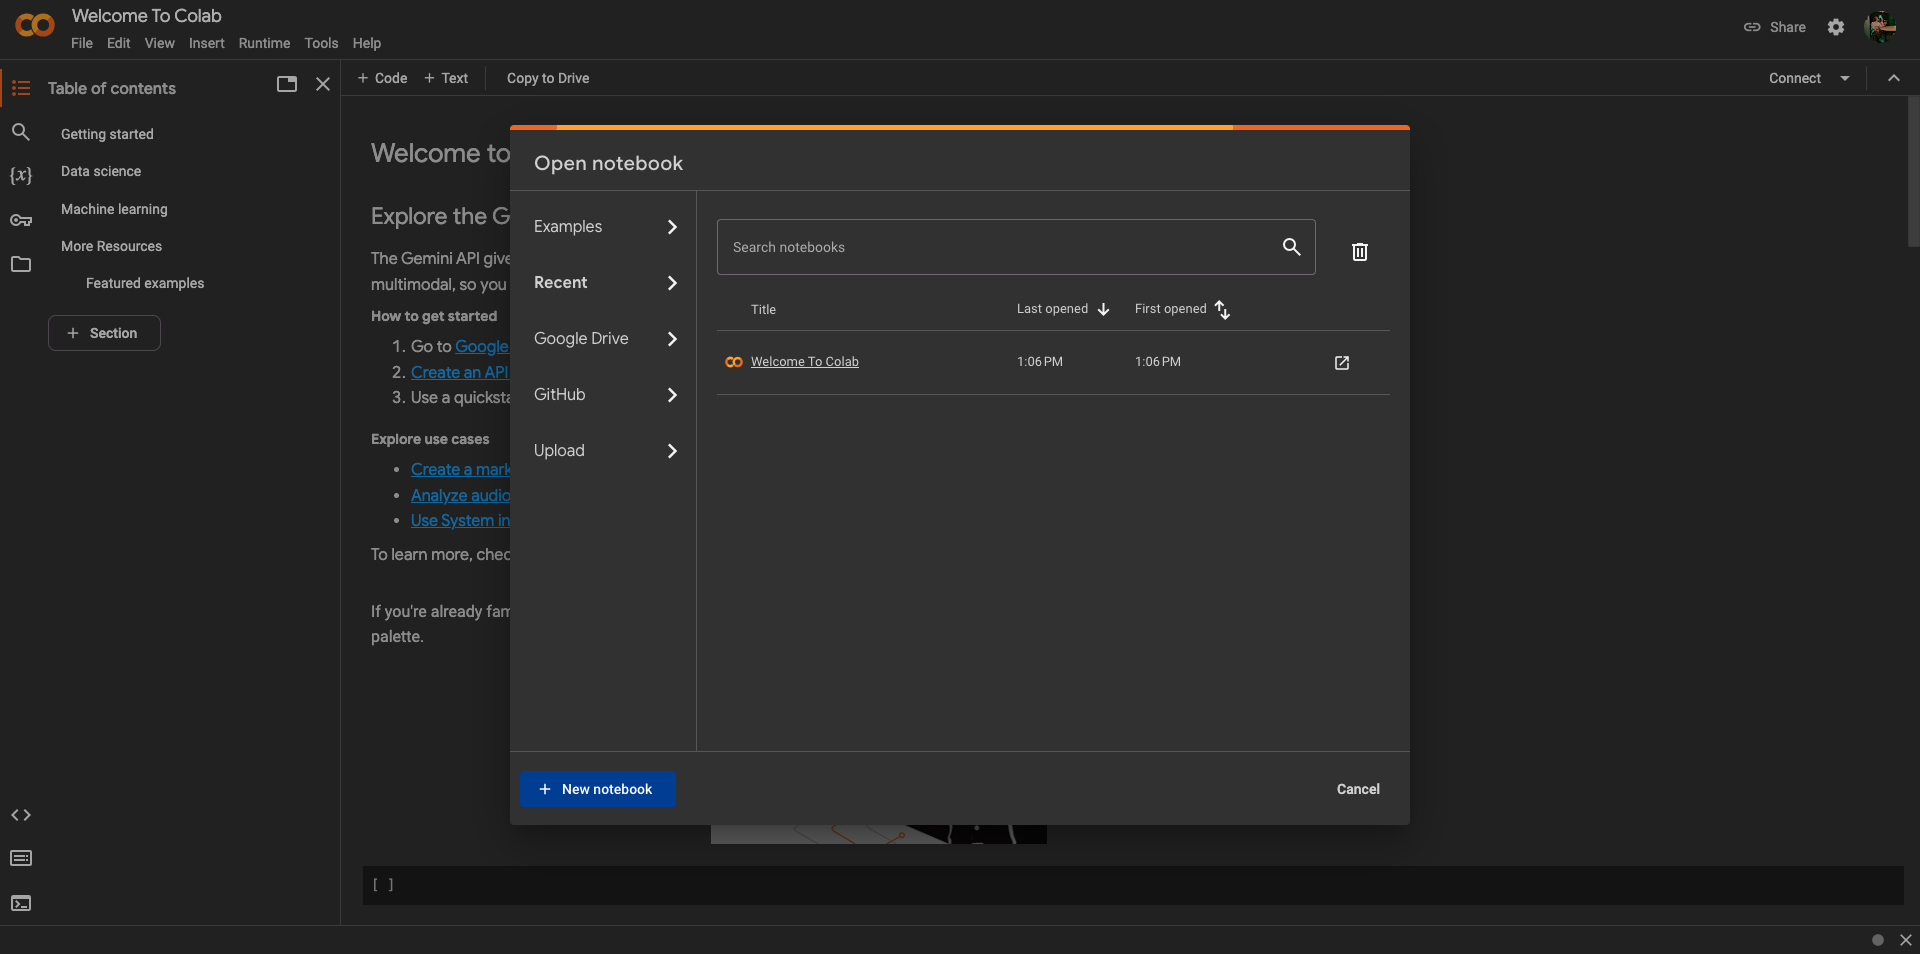 Welcome To Colab
File Edit View Insert Runtime Tools Help
Share
Table of contents
+ Code + Text Copy to Drive
Connect
Getting started
Data science
Machine learning
More Resources
Featured examples
+ Section
Welcome to
Explore the G
The Gemini API give
multimodal, so you
How to get started
1. Go to Google
2. Create an API
3. Use a quicksta
Explore use cases
• Create a mark
• Analyze audio
• Use System in
To learn more, chec
If you're already fam
palette.
[ ]
Open notebook
Examples
Recent
Google Drive
GitHub
Upload
Search notebooks
Title Last opened First opened
Welcome To Colab 1:06 PM 1:06 PM
+ New notebook
Cancel